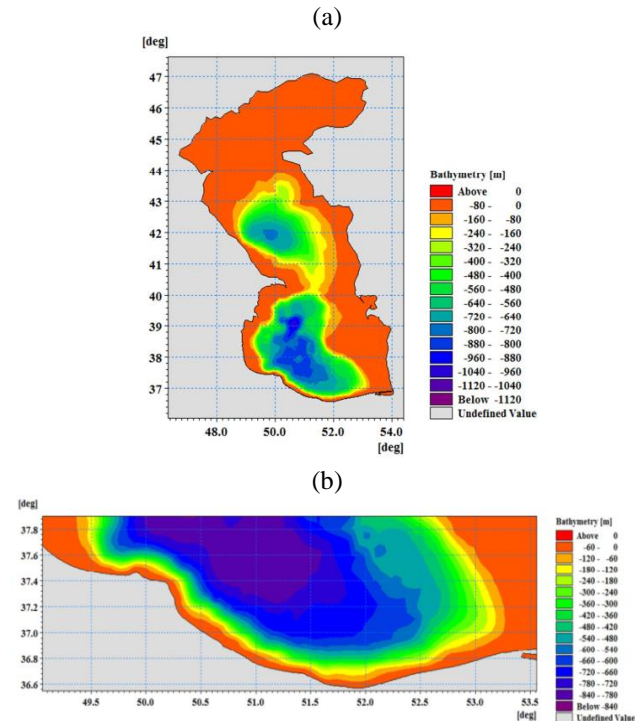 (a)
[deg]
47
46
45
44
43
42
41
40
39
38
37
48.0 50.0 52.0 54.0
[deg]
Bathymetry [m]
Above 0
-80 - 0
-160 - -80
-240 - -160
-320 - -240
-400 - -320
-480 - -400
-560 - -480
-640 - -560
-720 - -640
-800 - -720
-880 - -800
-960 - -880
-1040 - -960
-1120 - -1040
Below -1120
Undefined Value
(b)
[deg]
37.8
37.6
37.4
37.2
37.0
36.8
36.6
49.5 50.0 50.5 51.0 51.5 52.0 52.5 53.0 53.5
[deg]
Bathymetry [m]
Above 0
-60 - 0
-120 - -60
-180 - -120
-240 - -180
-300 - -240
-360 - -300
-420 - -360
-480 - -420
-540 - -480
-600 - -540
-660 - -600
-720 - -660
-780 - -720
-840 - -780
Below -840
Undefined Value